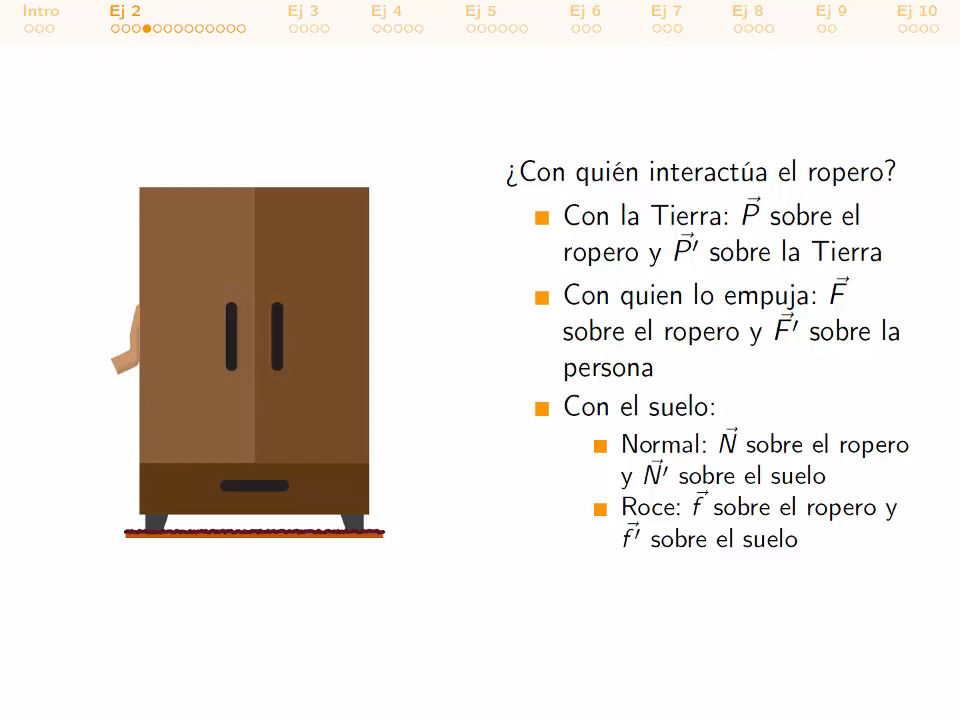 Intro Ej 2 Ej 3 Ej 4 Ej 5 Ej 6 Ej 7 Ej 8 Ej 9 Ej 10
¿Con quién interactúa el ropero?
Con la Tierra: P⃗ sobre el
ropero y P⃗′ sobre la Tierra
Con quien lo empuja: F⃗
sobre el ropero y F⃗′ sobre la
persona
Con el suelo:
Normal: N⃗ sobre el ropero
y N⃗′ sobre el suelo
Roce: f⃗ sobre el ropero y
f⃗′ sobre el suelo